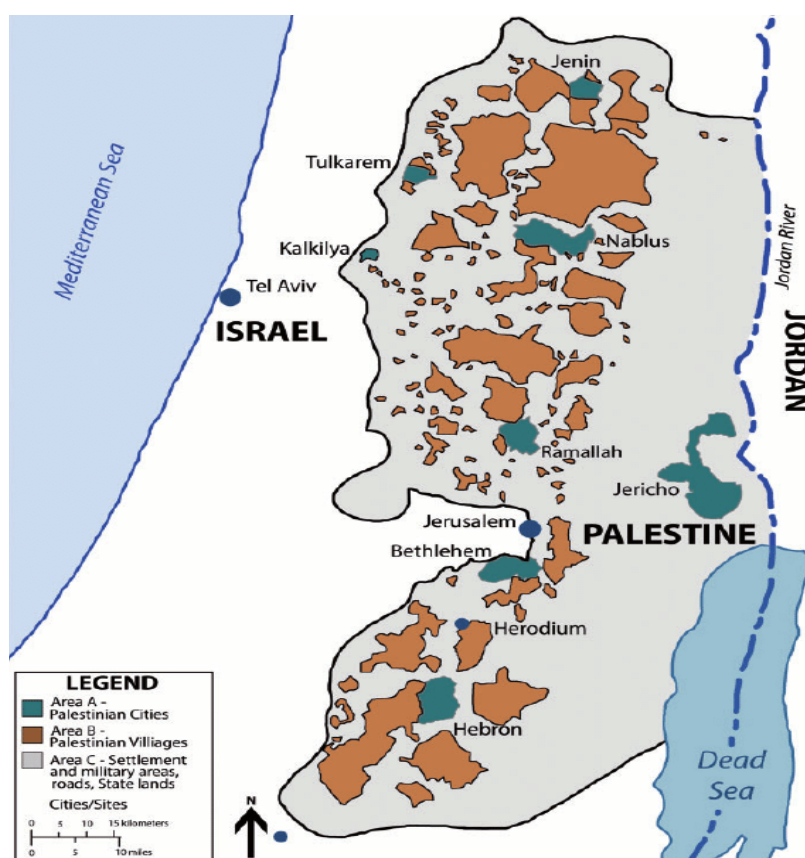 Jenin
Mediterranean Sea
Tulkarem
Nablus
Kalkilya
Jordan River
Tel Aviv
ISRAEL
JORDAN
Ramallah
Jericho
Jerusalem
PALESTINE
Bethlehem
Herodium
Hebron
Dead
Sea
LEGEND
Area A -
Palestinian Cities
Area B -
Palestinian Villiages
Area C - Settlement
and military areas,
roads, State lands
Cities/Sites
0 5 10 15 kilometers
0 5 10 miles
N